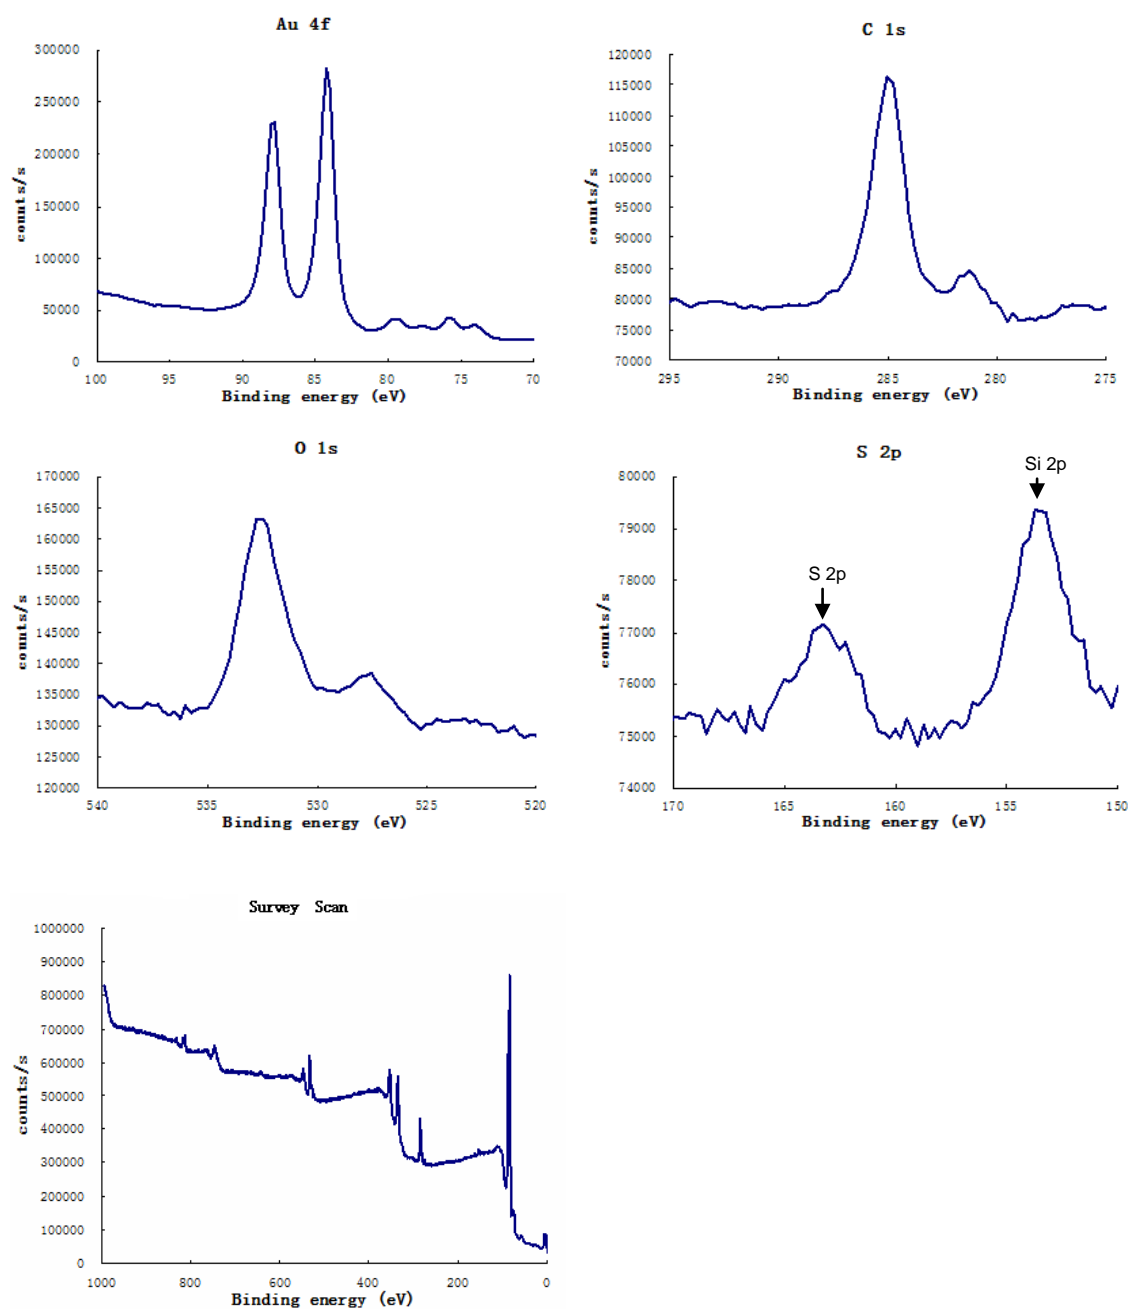 Au 4f
300000
250000
200000
150000
100000
50000
0
counts/s
100 95 90 85 80 75 70
Binding energy (eV)
C 1s
120000
115000
110000
105000
100000
95000
90000
85000
80000
75000
70000
counts/s
295 290 285 280 275
Binding energy (eV)
O 1s
170000
165000
160000
155000
150000
145000
140000
135000
130000
125000
120000
counts/s
540 535 530 525 520
Binding energy (eV)
S 2p
80000
79000
78000
77000
76000
75000
74000
counts/s
S 2p
Si 2p
170 165 160 155 150
Binding energy (eV)
Survey Scan
1000000
900000
800000
700000
600000
500000
400000
300000
200000
100000
0
counts/s
1000 800 600 400 200 0
Binding energy (eV)